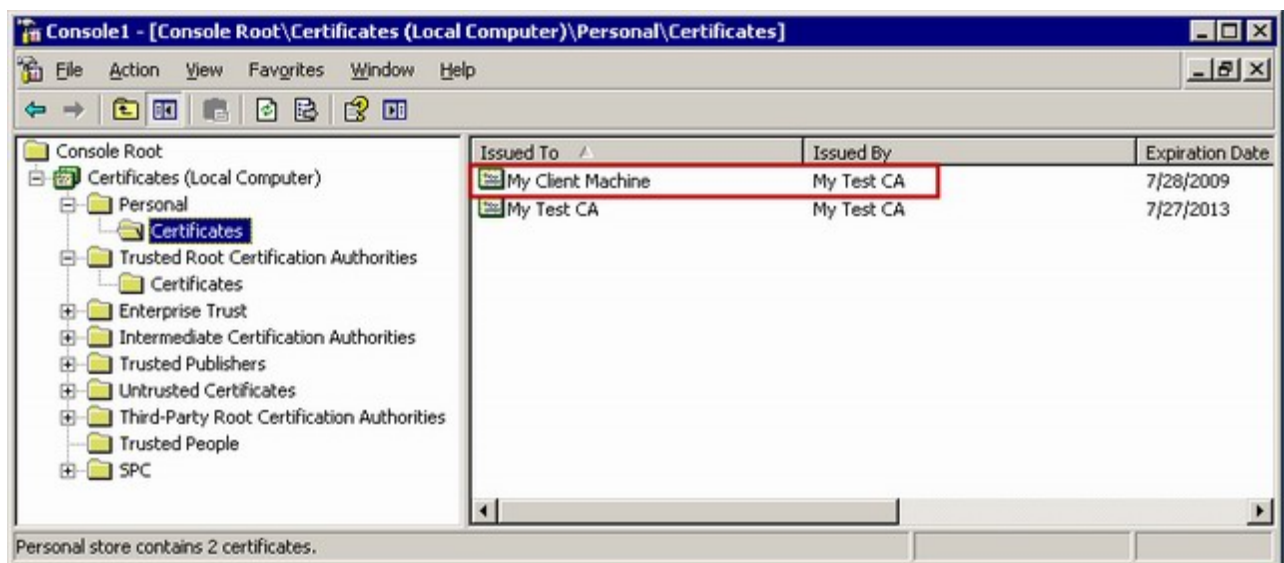 Console1 - [Console Root\Certificates (Local Computer)\Personal\Certificates]
File Action View Favorites Window Help
Console Root
Certificates (Local Computer)
Personal
Certificates
Trusted Root Certification Authorities
Certificates
Enterprise Trust
Intermediate Certification Authorities
Trusted Publishers
Untrusted Certificates
Third-Party Root Certification Authorities
Trusted People
SPC
Issued To Issued By Expiration Date
My Client Machine My Test CA 7/28/2009
My Test CA My Test CA 7/27/2013
Personal store contains 2 certificates.